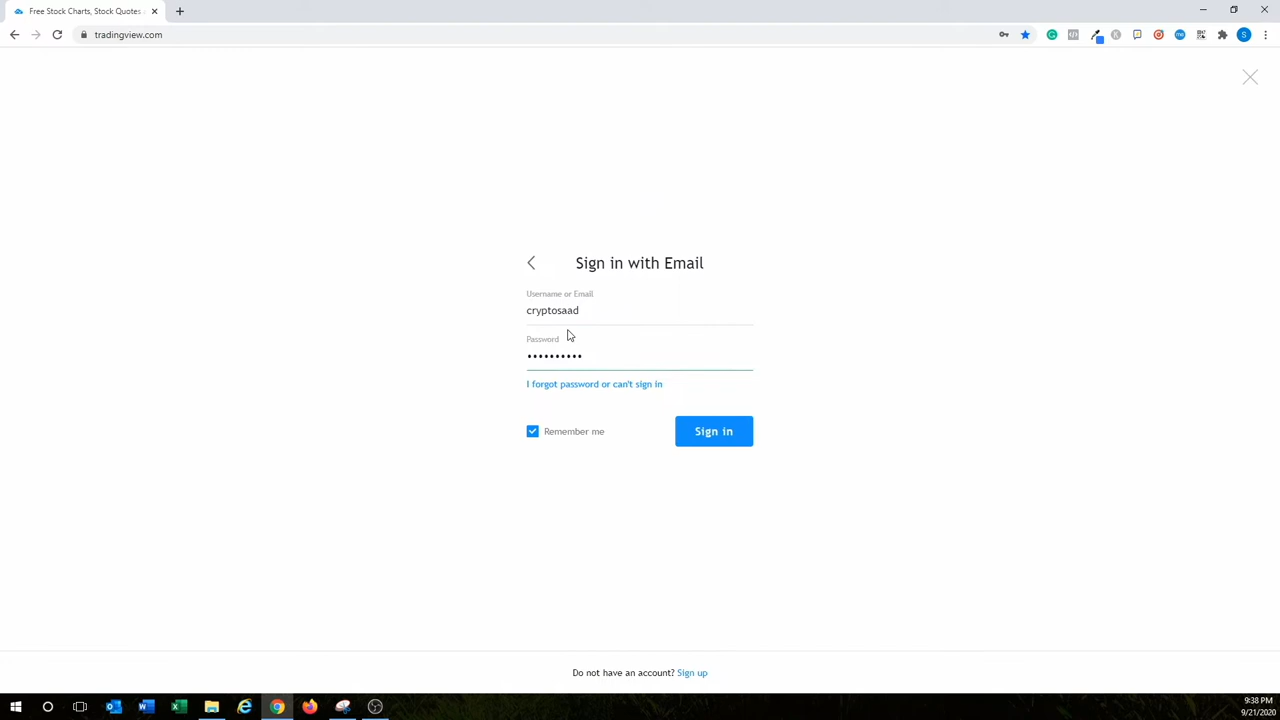 Free Stock Charts, Stock Quotes
tradingview.com
Sign in with Email
Username or Email
cryptosaad
Password
••••••••••
I forgot password or can't sign in
Remember me
Sign in
Do not have an account? Sign up
9:38 PM
9/21/2020